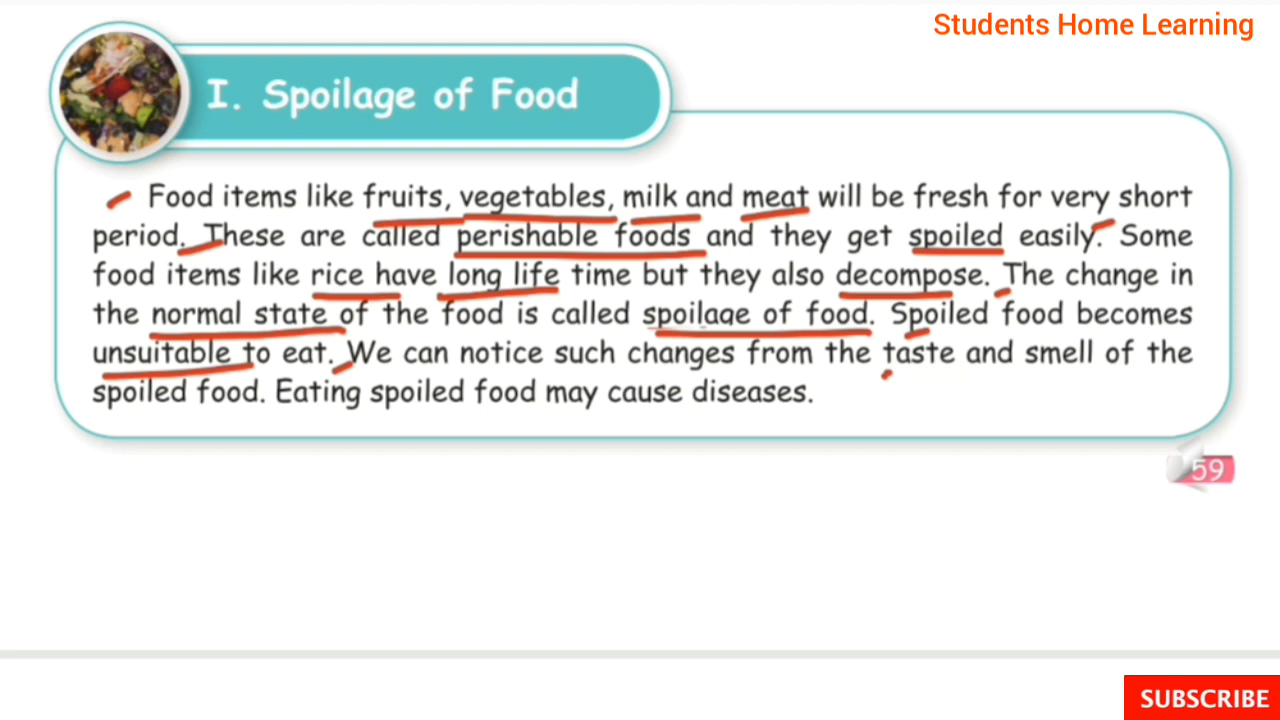 Students Home Learning
I. Spoilage of Food
Food items like fruits, vegetables, milk and meat will be fresh for very short
period. These are called perishable foods and they get spoiled easily. Some
food items like rice have long life time but they also decompose. The change in
the normal state of the food is called spoilage of food. Spoiled food becomes
unsuitable to eat. We can notice such changes from the taste and smell of the
spoiled food. Eating spoiled food may cause diseases.
59
SUBSCRIBE